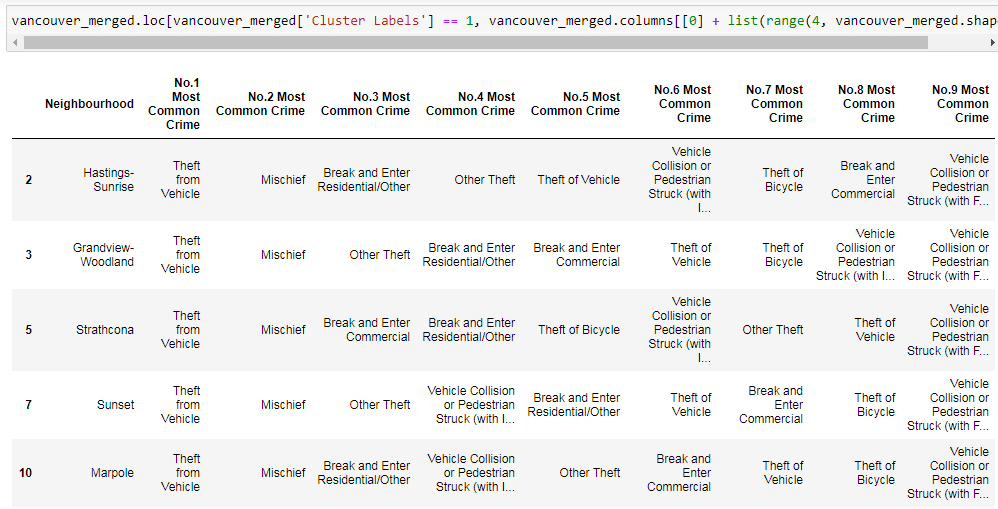 vancouver_merged.loc[vancouver_merged['Cluster Labels'] == 1, vancouver_merged.columns[[0] + list(range(4, vancouver_merged.shap
Neighbourhood No.1 Most Common Crime No.2 Most Common Crime No.3 Most Common Crime No.4 Most Common Crime No.5 Most Common Crime No.6 Most Common Crime No.7 Most Common Crime No.8 Most Common Crime No.9 Most Common Crime
2 Hastings-Sunrise Theft from Vehicle Mischief Break and Enter Residential/Other Other Theft Theft of Vehicle Vehicle Collision or Pedestrian Struck (with I... Theft of Bicycle Break and Enter Commercial Vehicle Collision or Pedestrian Struck (with F...
3 Grandview-Woodland Theft from Vehicle Mischief Other Theft Break and Enter Residential/Other Break and Enter Commercial Theft of Vehicle Theft of Bicycle Vehicle Collision or Pedestrian Struck (with I... Vehicle Collision or Pedestrian Struck (with F...
5 Strathcona Theft from Vehicle Mischief Break and Enter Commercial Break and Enter Residential/Other Theft of Bicycle Vehicle Collision or Pedestrian Struck (with I... Other Theft Theft of Vehicle Vehicle Collision or Pedestrian Struck (with F...
7 Sunset Theft from Vehicle Mischief Other Theft Vehicle Collision or Pedestrian Struck (with I... Break and Enter Residential/Other Theft of Vehicle Break and Enter Commercial Theft of Bicycle Vehicle Collision or Pedestrian Struck (with F...
10 Marpole Theft from Vehicle Mischief Break and Enter Residential/Other Vehicle Collision or Pedestrian Struck (with I... Other Theft Break and Enter Commercial Theft of Vehicle Theft of Bicycle Vehicle Collision or Pedestrian Struck (with F...